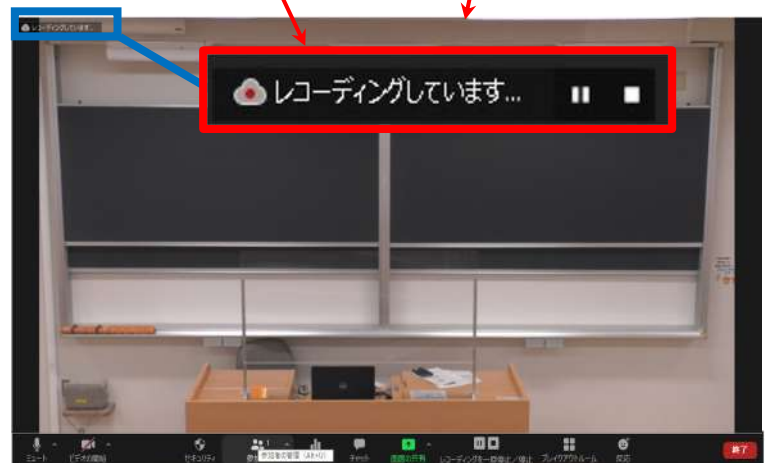 レコーディングしています...
レコーディングしています...
ミュート
ビデオの開始
セキュリティ
参加者の管理 (Alt+U)
1
チャット
画面の共有
レコーディングを一時停止/停止
ブレイクアウトルーム
反応
終了